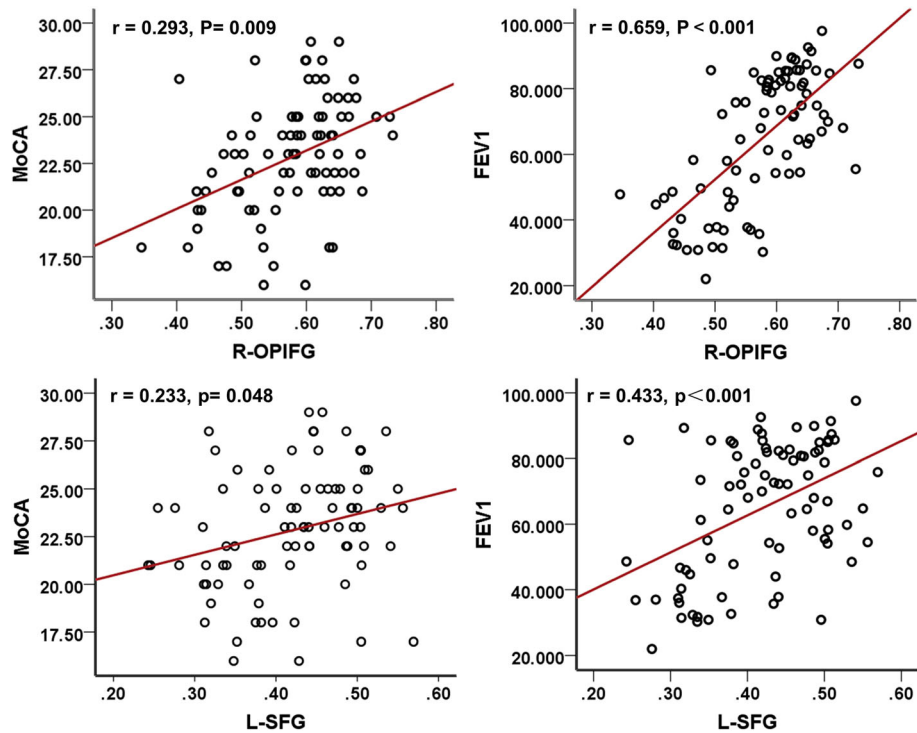 r = 0.293, P= 0.009
30.00
27.50
25.00
22.50
20.00
17.50
MoCA
.30 .40 .50 .60 .70 .80
R-OPIFG
r = 0.659, P < 0.001
100.000
80.000
60.000
40.000
20.000
FEV1
.30 .40 .50 .60 .70 .80
R-OPIFG
r = 0.233, p= 0.048
30.00
27.50
25.00
22.50
20.00
17.50
MoCA
.20 .30 .40 .50 .60
L-SFG
r = 0.433, p<0.001
100.000
80.000
60.000
40.000
20.000
FEV1
.20 .30 .40 .50 .60
L-SFG